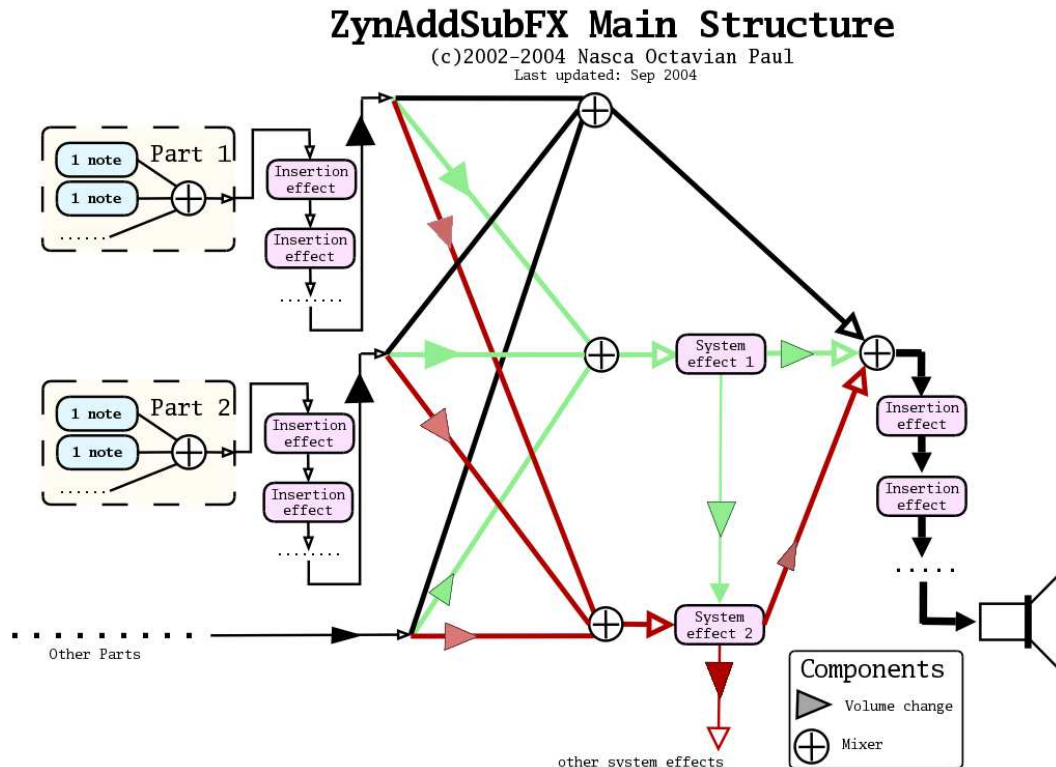 ZynAddSubFX Main Structure
(c)2002-2004 Nasca Octavian Paul
Last updated: Sep 2004
Part 1
1 note
1 note
Insertion
effect
Insertion
effect
Part 2
1 note
1 note
Insertion
effect
Insertion
effect
Other Parts
System
effect 1
System
effect 2
other system effects
Insertion
effect
Insertion
effect
Components
Volume change
Mixer